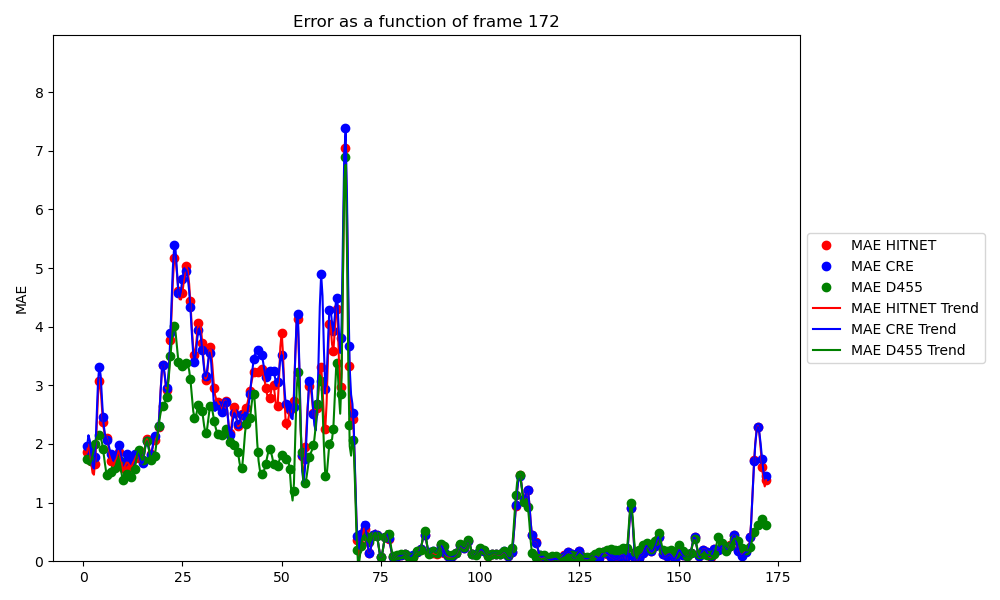 Error as a function of frame 172
MAE
8
7
6
5
4
3
2
1
0
0 25 50 75 100 125 150 175
MAE HITNET
MAE CRE
MAE D455
MAE HITNET Trend
MAE CRE Trend
MAE D455 Trend